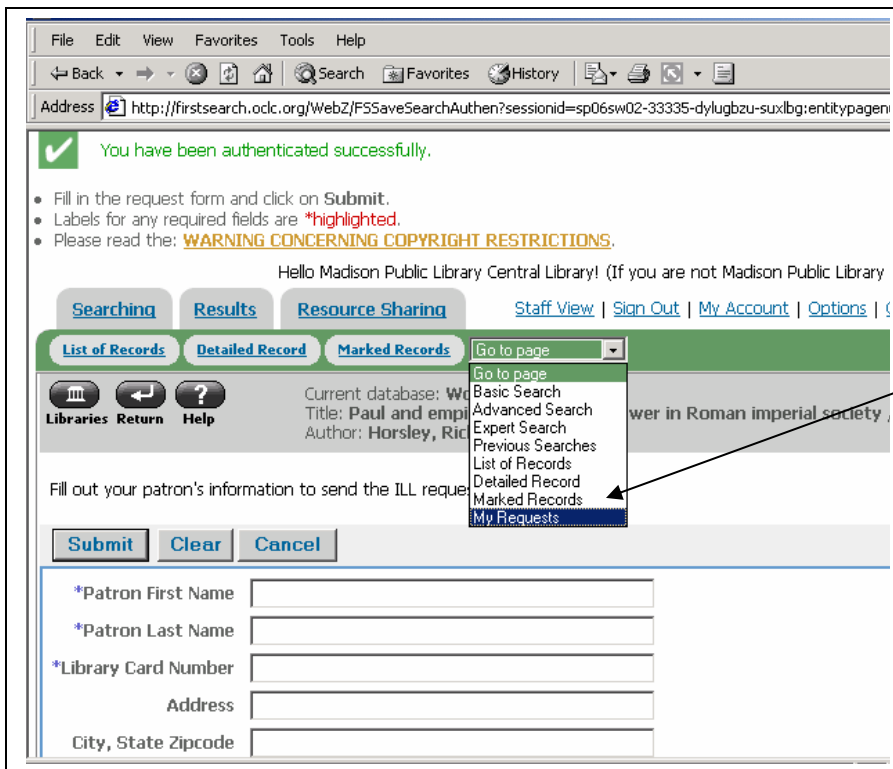 File Edit View Favorites Tools Help
Back Search Favorites History
Address http://firstsearch.oclc.org/WebZ/FSSaveSearchAuthen?sessionid=sp06sw02-33335-dylugbzu-suxlbg:entitypagen
You have been authenticated successfully.
• Fill in the request form and click on Submit.
• Labels for any required fields are *highlighted.
• Please read the: WARNING CONCERNING COPYRIGHT RESTRICTIONS.
Hello Madison Public Library Central Library! (If you are not Madison Public Library
Searching Results Resource Sharing Staff View | Sign Out | My Account | Options |
List of Records Detailed Record Marked Records Go to page
Go to page
Basic Search
Advanced Search
Expert Search
Previous Searches
List of Records
Detailed Record
Marked Records
My Requests
Libraries Return Help
Current database: Wo
Title: Paul and empi wer in Roman imperial society /
Author: Horsley, Ric
Fill out your patron's information to send the ILL reque
Submit Clear Cancel
*Patron First Name
*Patron Last Name
*Library Card Number
Address
City, State Zipcode